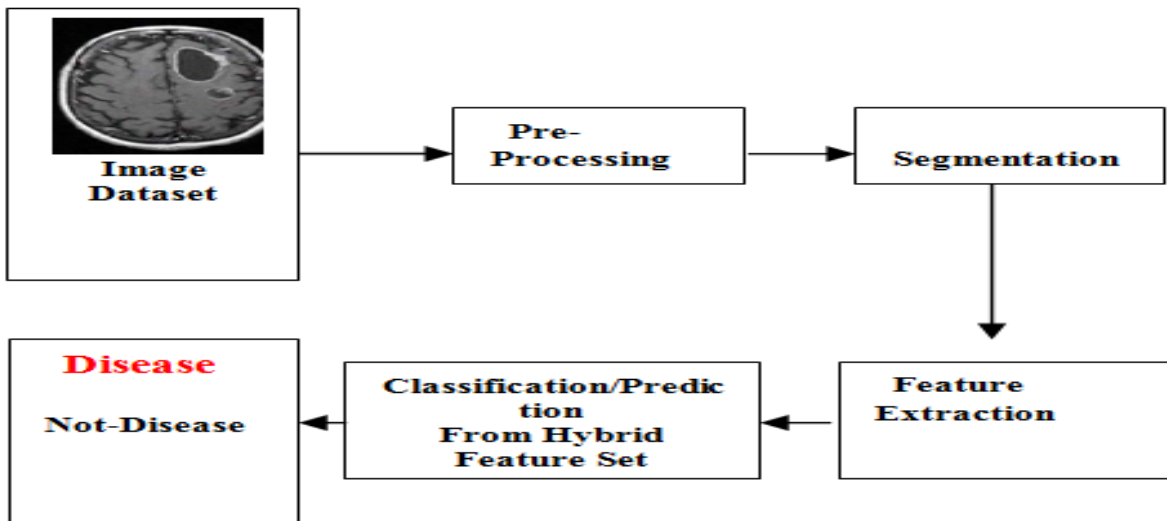 Image
Dataset
Pre-
Processing
Segmentation
Feature
Extraction
Classification/Predic
tion
From Hybrid
Feature Set
Disease
Not-Disease